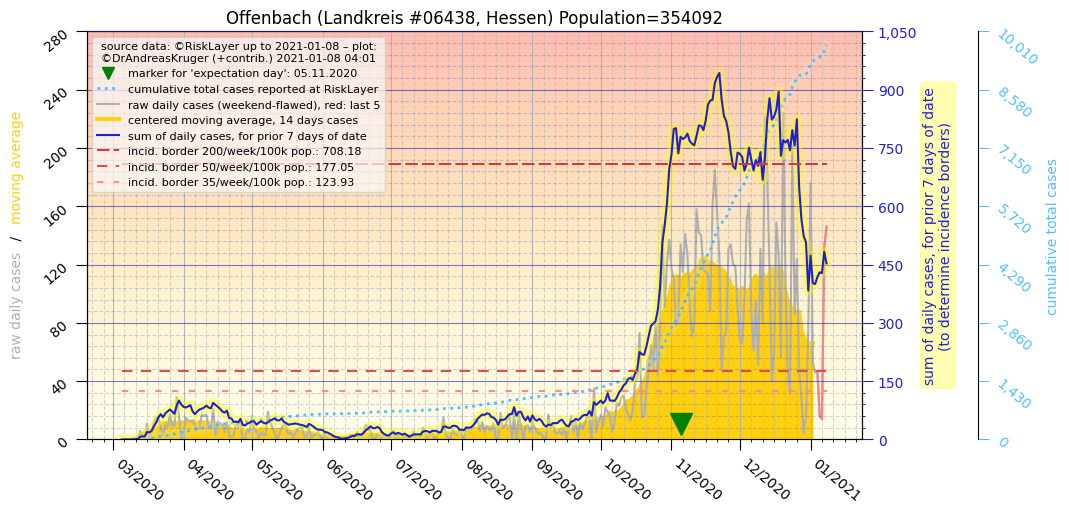 Offenbach (Landkreis #06438, Hessen) Population=354092
source data: ©RiskLayer up to 2021-01-08 – plot:
©DrAndreasKruger (+contrib.) 2021-01-08 04:01
marker for 'expectation day': 05.11.2020
cumulative total cases reported at RiskLayer
raw daily cases (weekend-flawed), red: last 5
centered moving average, 14 days cases
sum of daily cases, for prior 7 days of date
incid. border 200/week/100k pop.: 708.18
incid. border 50/week/100k pop.: 177.05
incid. border 35/week/100k pop.: 123.93
raw daily cases / moving average
280
240
200
160
120
80
40
0
03/2020
04/2020
05/2020
06/2020
07/2020
08/2020
09/2020
10/2020
11/2020
12/2020
01/2021
1,050
900
750
600
450
300
150
0
sum of daily cases, for prior 7 days of date
(to determine incidence borders)
10,010
8,580
7,150
5,720
4,290
2,860
1,430
0
cumulative total cases